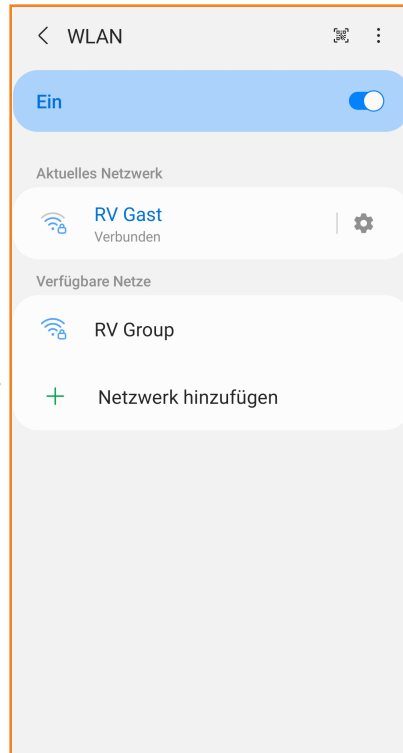 WLAN
Ein
Aktuelles Netzwerk
RV Gast
Verbunden
Verfügbare Netze
RV Group
Netzwerk hinzufügen